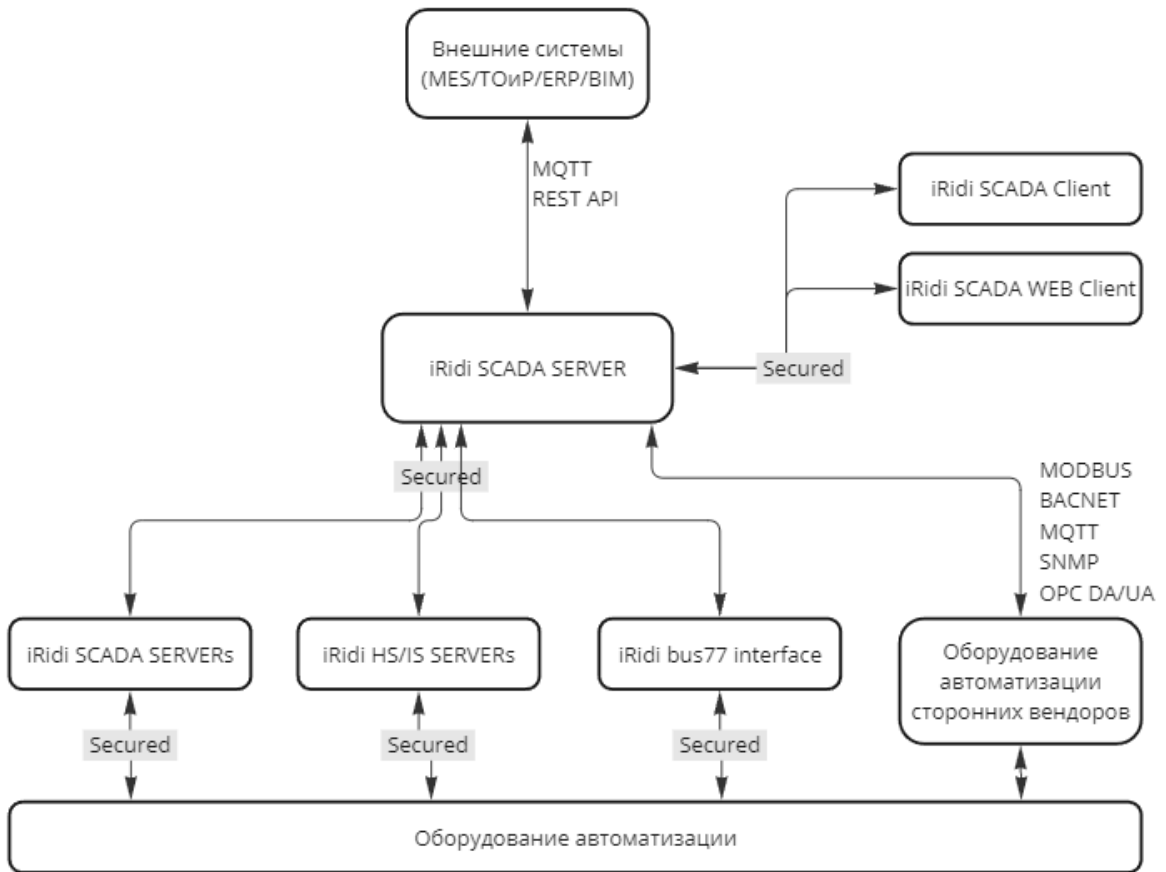 Внешние системы
(MES/ТОиР/ERP/BIM)
MQTT
REST API
iRidi SCADA Client
iRidi SCADA WEB Client
iRidi SCADA SERVER
Secured
Secured
MODBUS
BACNET
MQTT
SNMP
OPC DA/UA
iRidi SCADA SERVERs
iRidi HS/IS SERVERs
iRidi bus77 interface
Оборудование
автоматизации
сторонних вендоров
Secured
Secured
Secured
Оборудование автоматизации